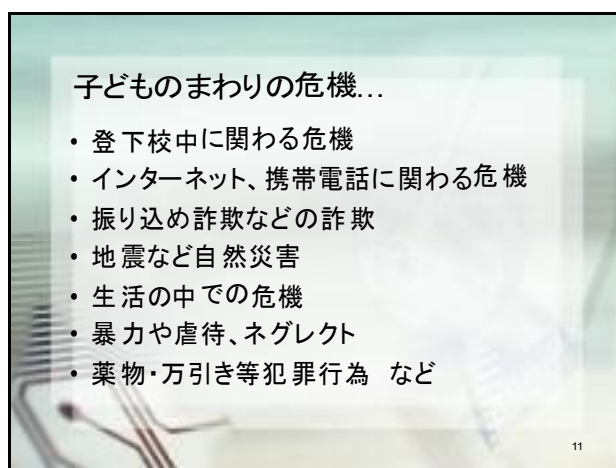 子どものまわりの危機…
• 登下校中に関わる危機
• インターネット、携帯電話に関わる危機
• 振り込め詐欺などの詐欺
• 地震など自然災害
• 生活の中での危機
• 暴力や虐待、ネグレクト
• 薬物・万引き等犯罪行為 など
11